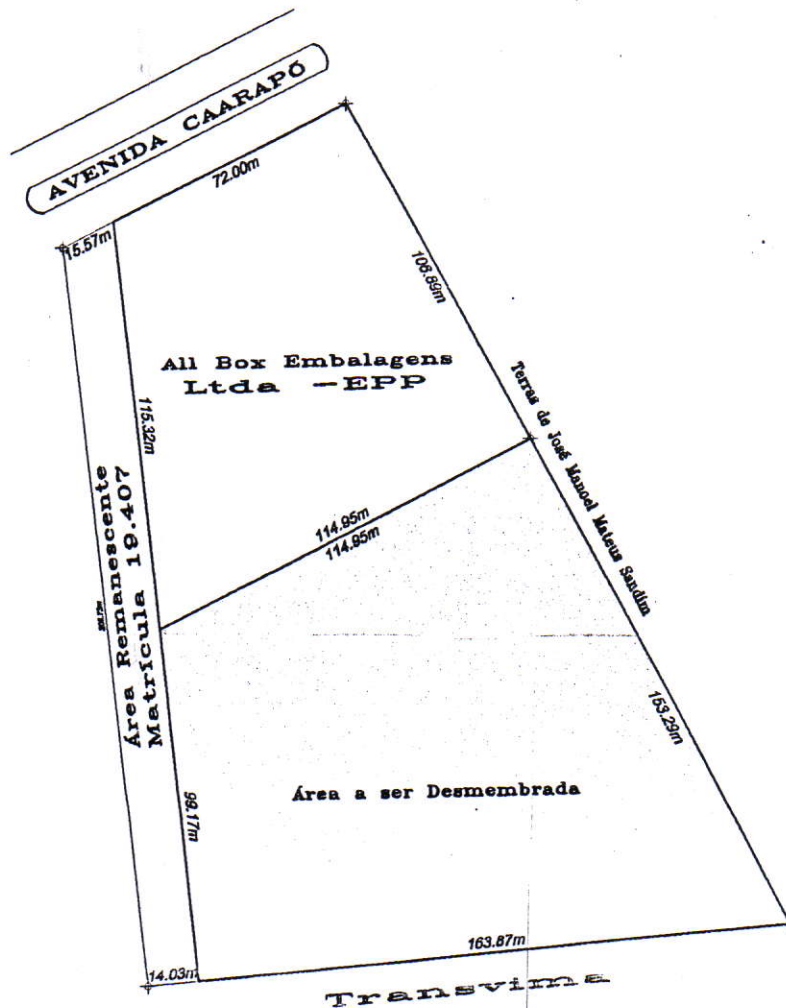 AVENIDA CAARAPÓ
72.00m
15.57m
106.89m
All Box Embalagens
Ltda -EPP
115.32m
Terras de José Manoel Mateus Sandim
114.95m
114.95m
Área Remanescente
Matrícula 19.407
153.29m
Área a ser Desmembrada
99.17m
163.87m
14.03m
Transvima